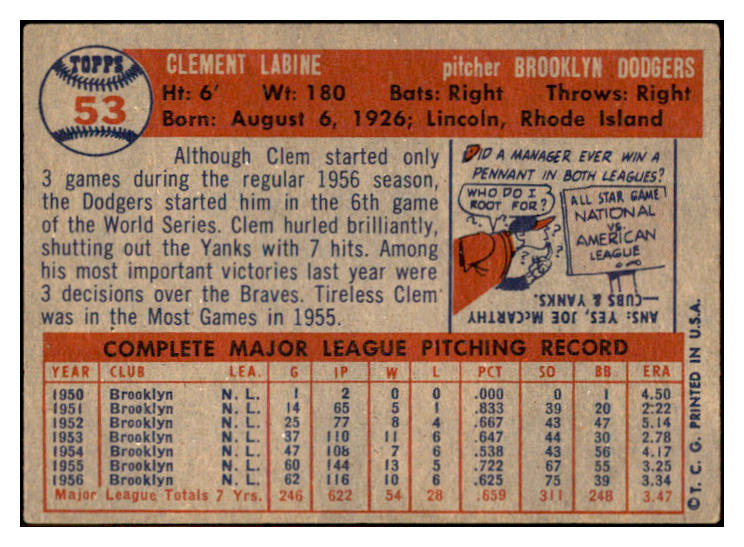 TOPPS
53
CLEMENT LABINE pitcher BROOKLYN DODGERS
Ht: 6' Wt: 180 Bats: Right Throws: Right
Born: August 6, 1926; Lincoln, Rhode Island
Although Clem started only
3 games during the regular 1956 season,
the Dodgers started him in the 6th game
of the World Series. Clem hurled brilliantly,
shutting out the Yanks with 7 hits. Among
his most important victories last year were
3 decisions over the Braves. Tireless Clem
was in the Most Games in 1955.
DID A MANAGER EVER WIN A
PENNANT IN BOTH LEAGUES?
WHO DO I
ROOT FOR?
ALL STAR GAME
NATIONAL
VS.
AMERICAN
LEAGUE
ANS: YES, JOE McCARTHY
—CUBS & YANKS.
COMPLETE MAJOR LEAGUE PITCHING RECORD
YEAR CLUB LEA. G IP W L PCT SO BB ERA
1950 Brooklyn N. L. 1 2 0 0 .000 0 1 4.50
1951 Brooklyn N. L. 14 65 5 1 .833 39 20 2.22
1952 Brooklyn N. L. 25 77 8 4 .667 43 47 5.14
1953 Brooklyn N. L. 37 110 11 6 .647 44 30 2.78
1954 Brooklyn N. L. 47 108 7 6 .538 43 56 4.17
1955 Brooklyn N. L. 60 144 13 5 .722 67 55 3.25
1956 Brooklyn N. L. 62 116 10 6 .625 75 39 3.34
Major League Totals 7 Yrs. 246 622 54 28 .659 311 248 3.47
© T. C. G. PRINTED IN U.S.A.